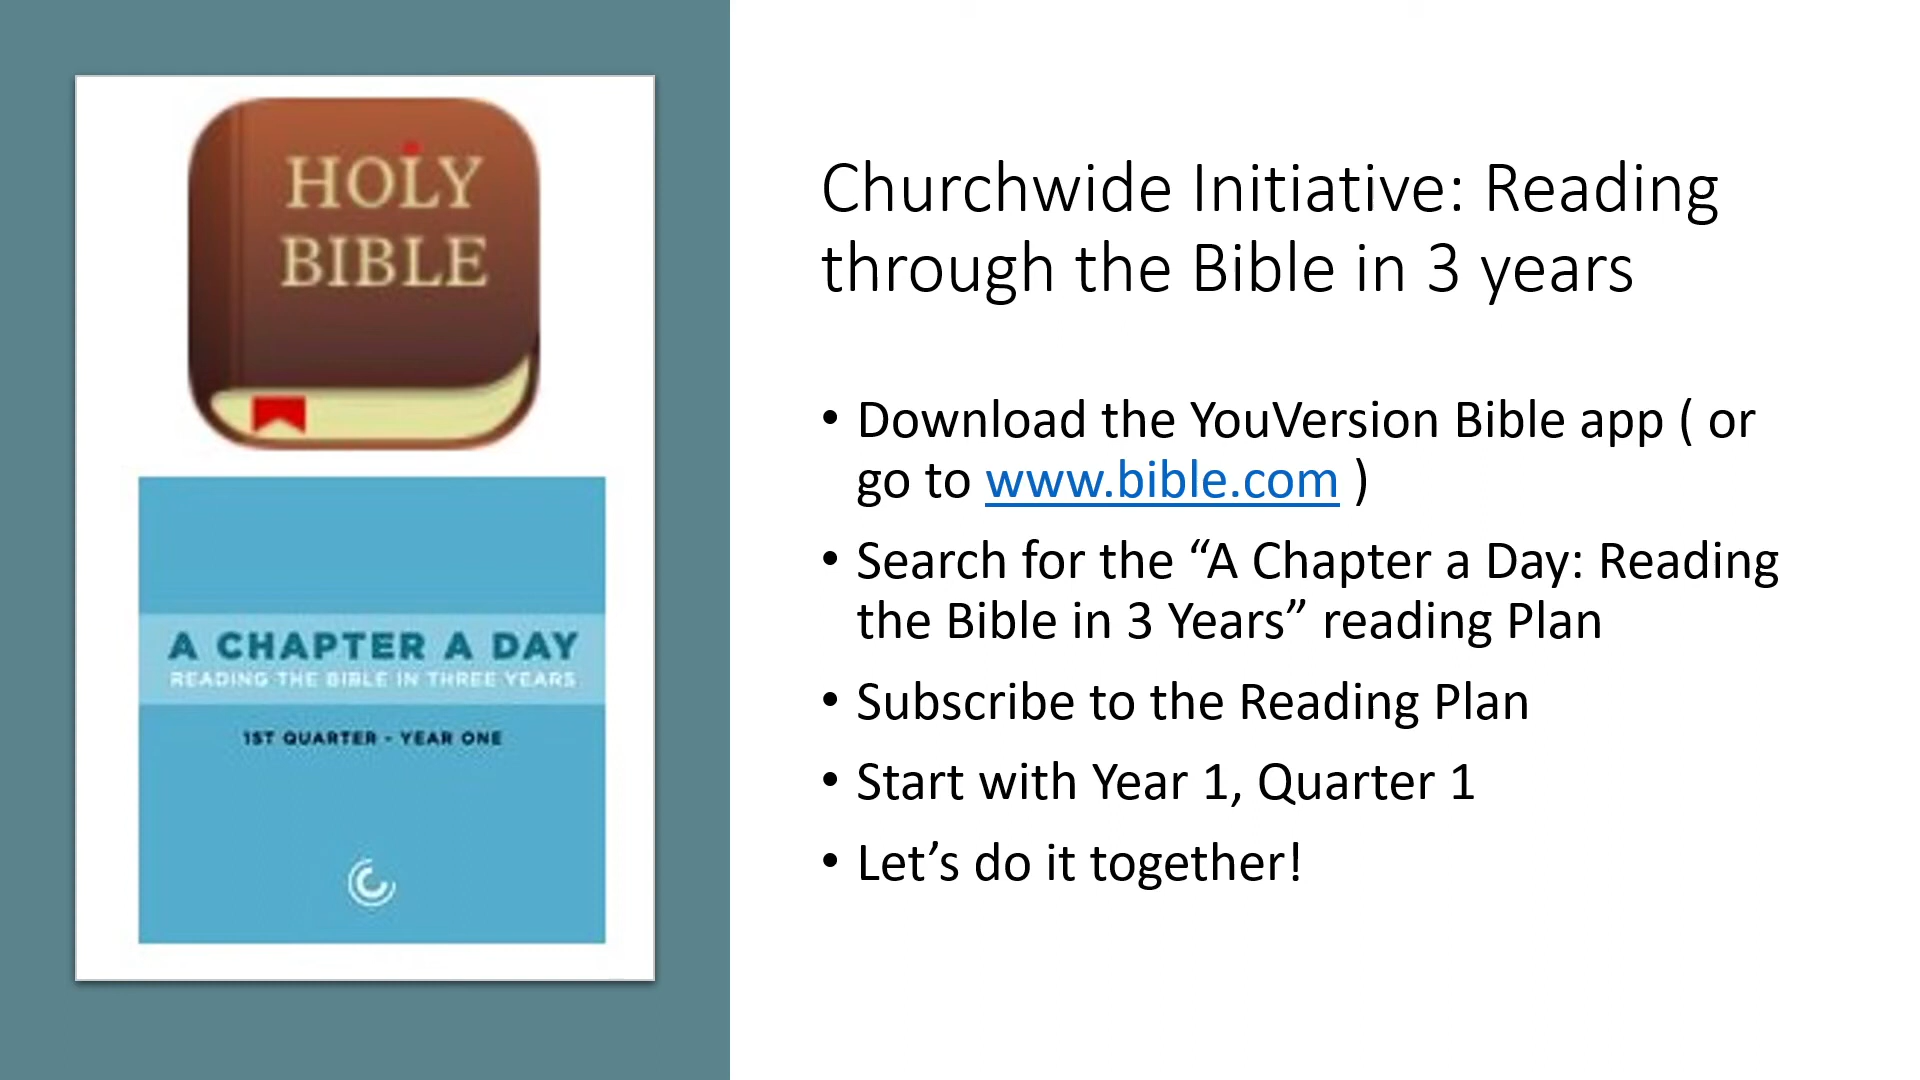 HOLY
BIBLE
A CHAPTER A DAY
READING THE BIBLE IN THREE YEARS
1ST QUARTER - YEAR ONE
Churchwide Initiative: Reading
through the Bible in 3 years
• Download the YouVersion Bible app ( or
go to www.bible.com )
• Search for the “A Chapter a Day: Reading
the Bible in 3 Years” reading Plan
• Subscribe to the Reading Plan
• Start with Year 1, Quarter 1
• Let’s do it together!